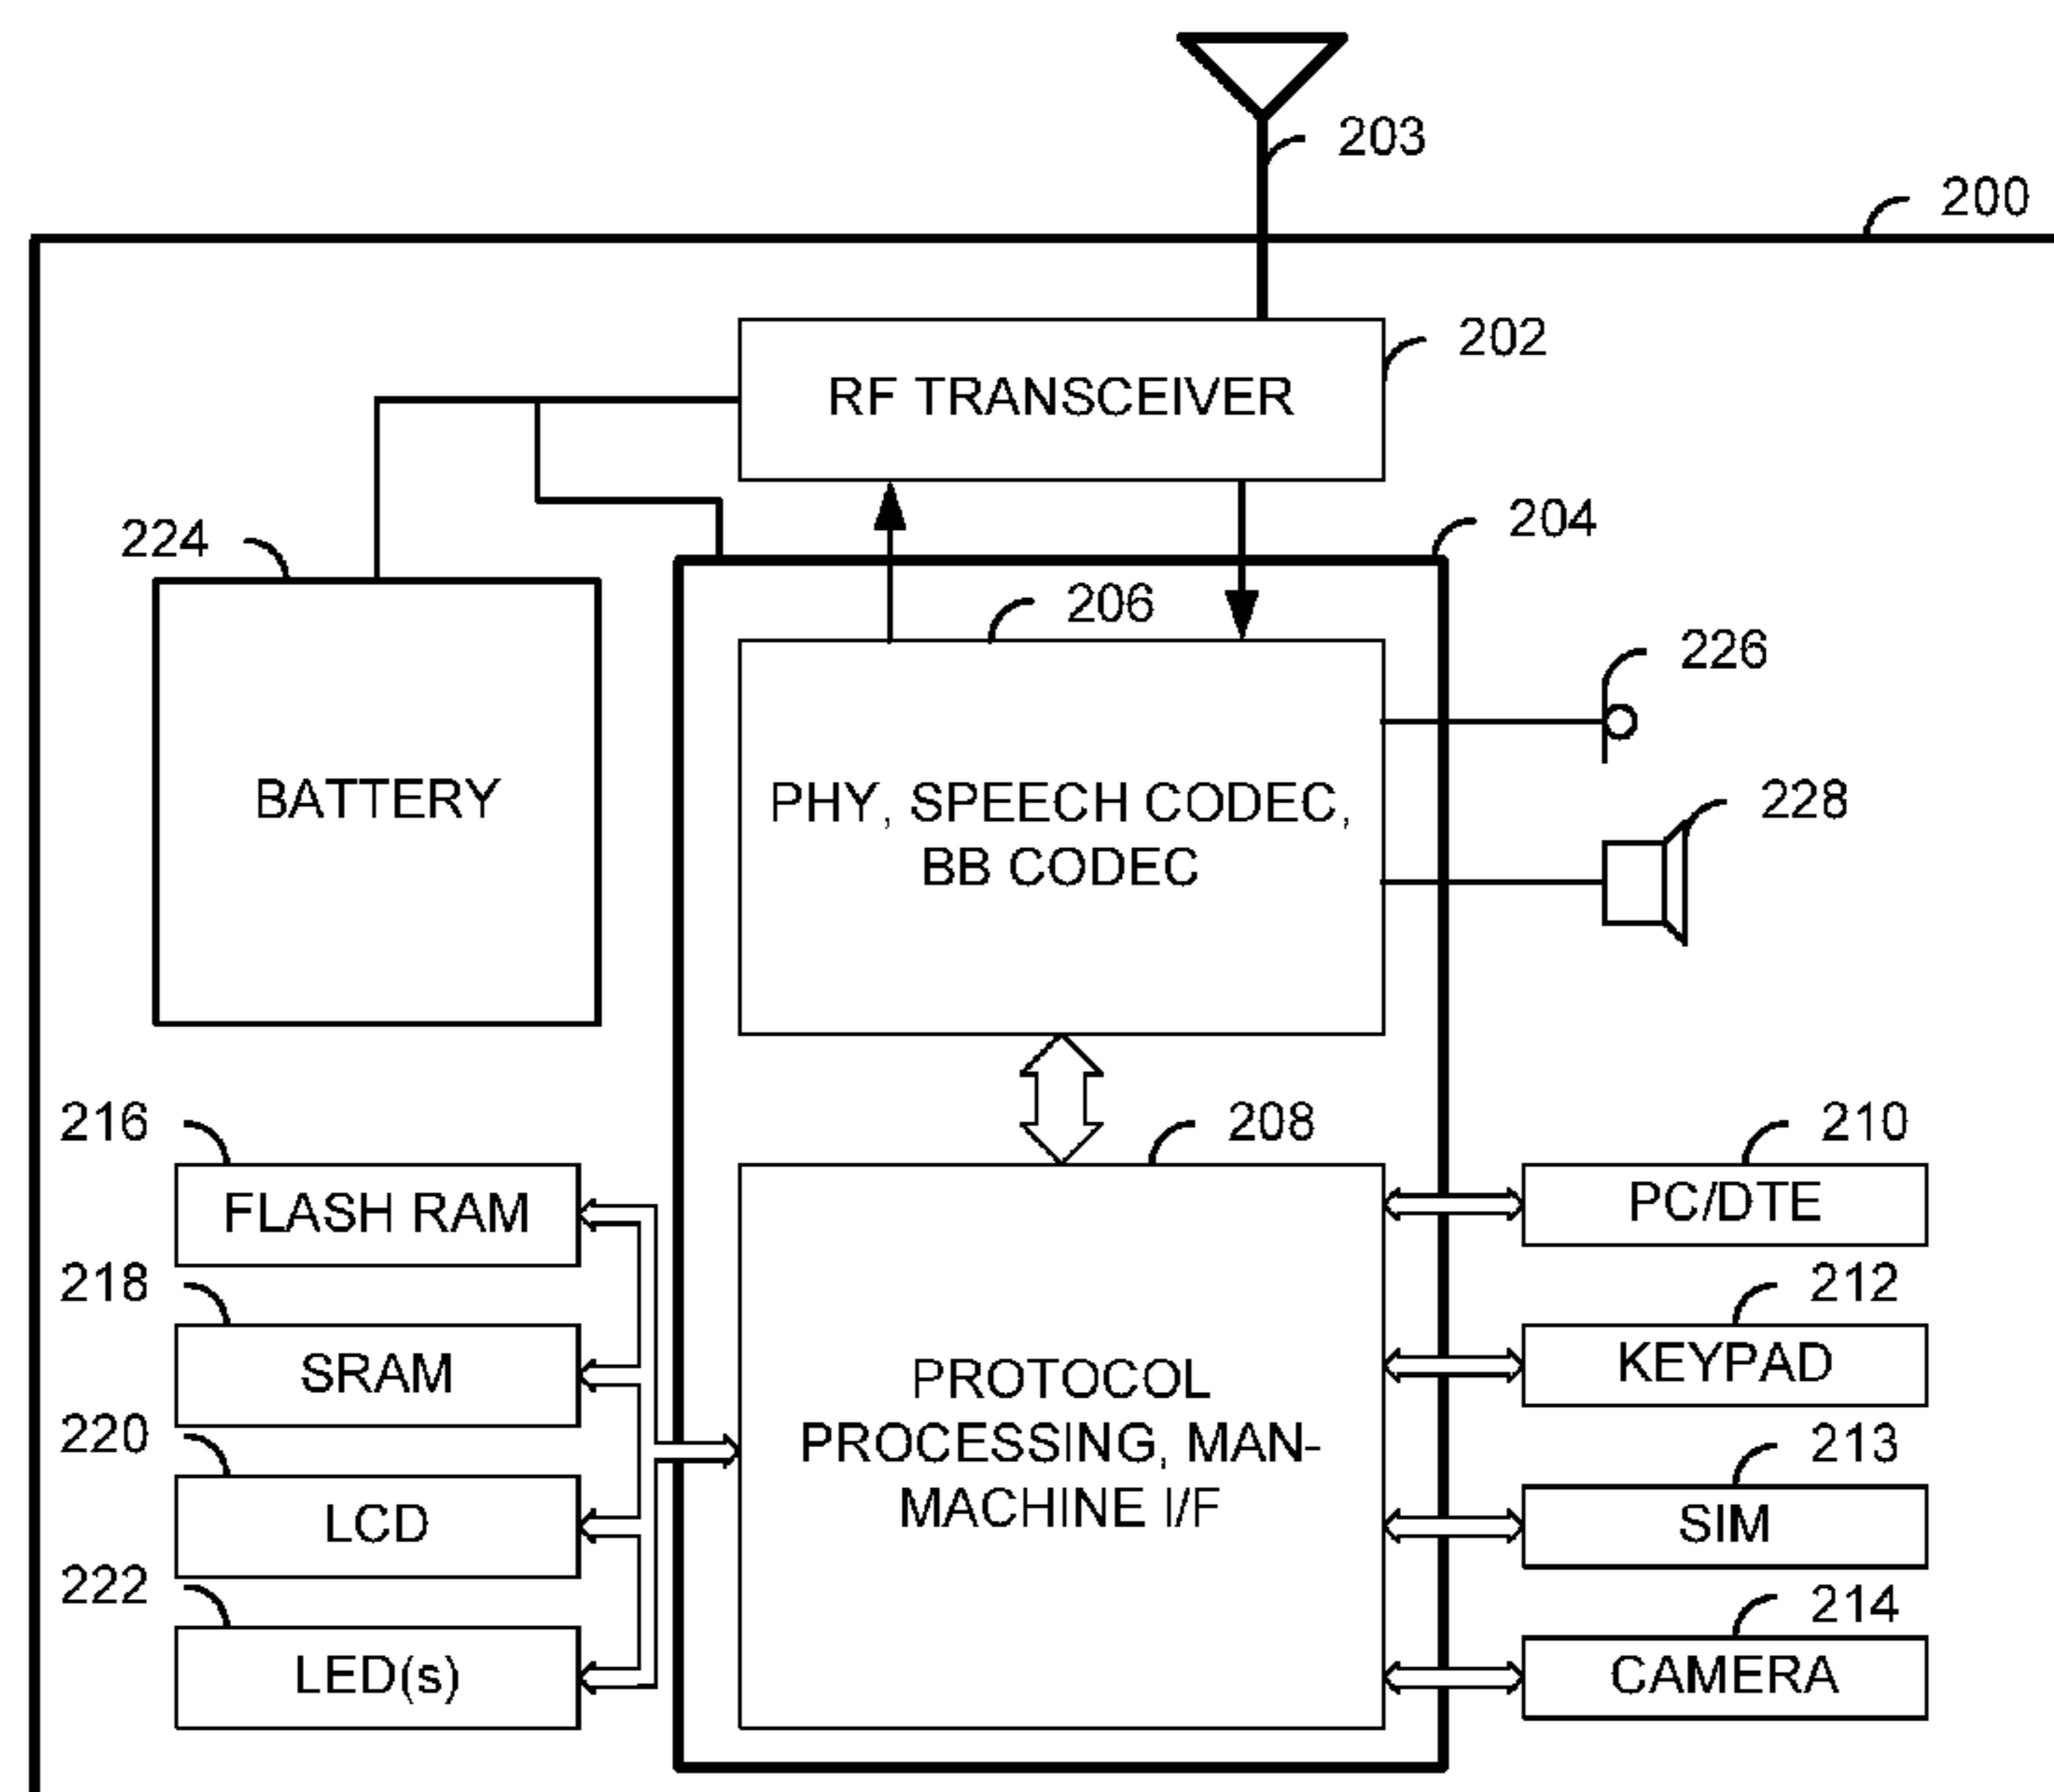 203
200
202
RF TRANSCEIVER
204
224
206
226
BATTERY
PHY, SPEECH CODEC,
BB CODEC
228
216
208
210
FLASH RAM
PC/DTE
218
212
SRAM
PROTOCOL
PROCESSING, MAN-
MACHINE I/F
KEYPAD
220
213
LCD
SIM
222
214
LED(s)
CAMERA